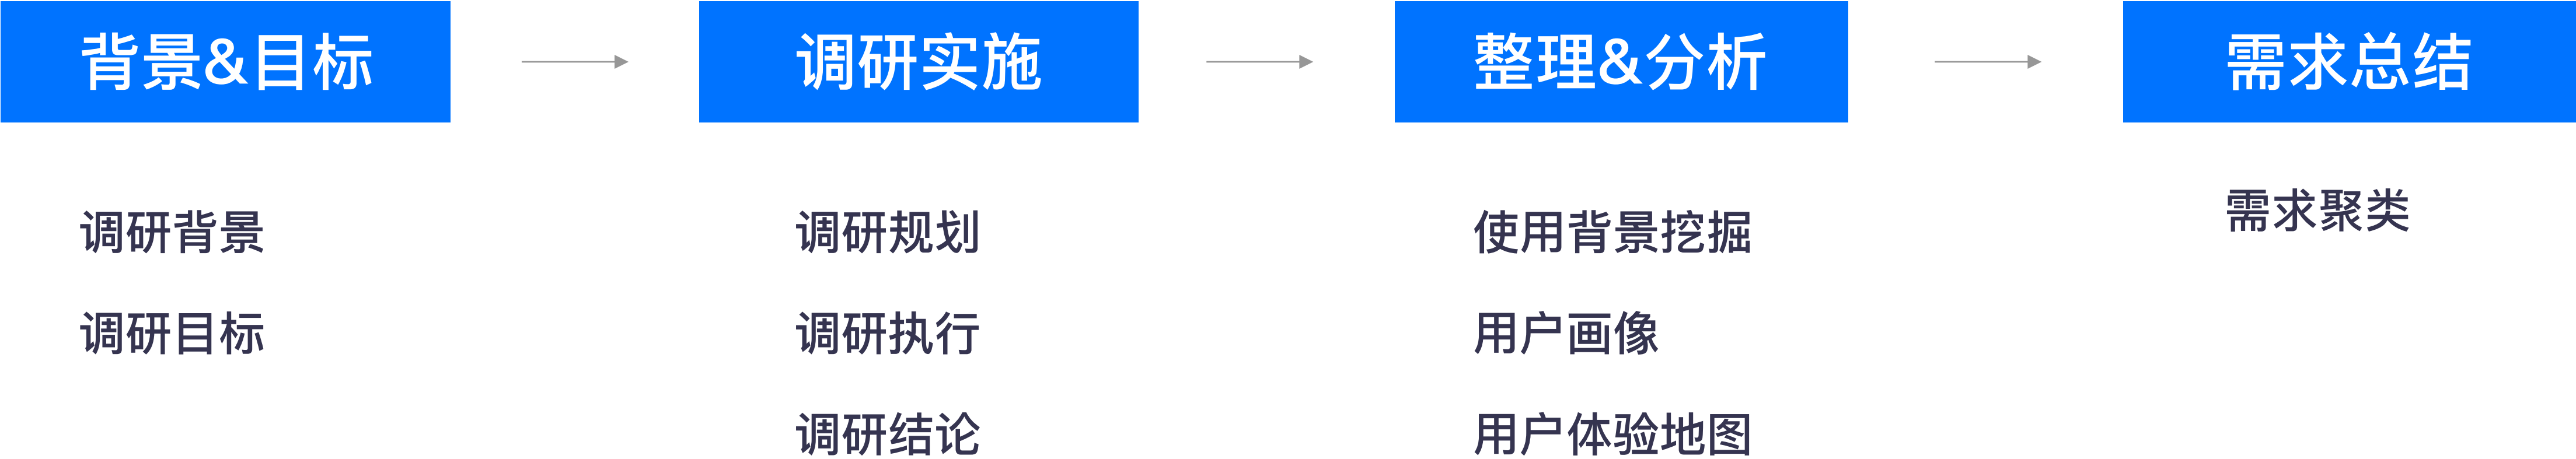 背景&目标
调研背景
调研目标
调研实施
调研规划
调研执行
调研结论
整理&分析
使用背景挖掘
用户画像
用户体验地图
需求总结
需求聚类